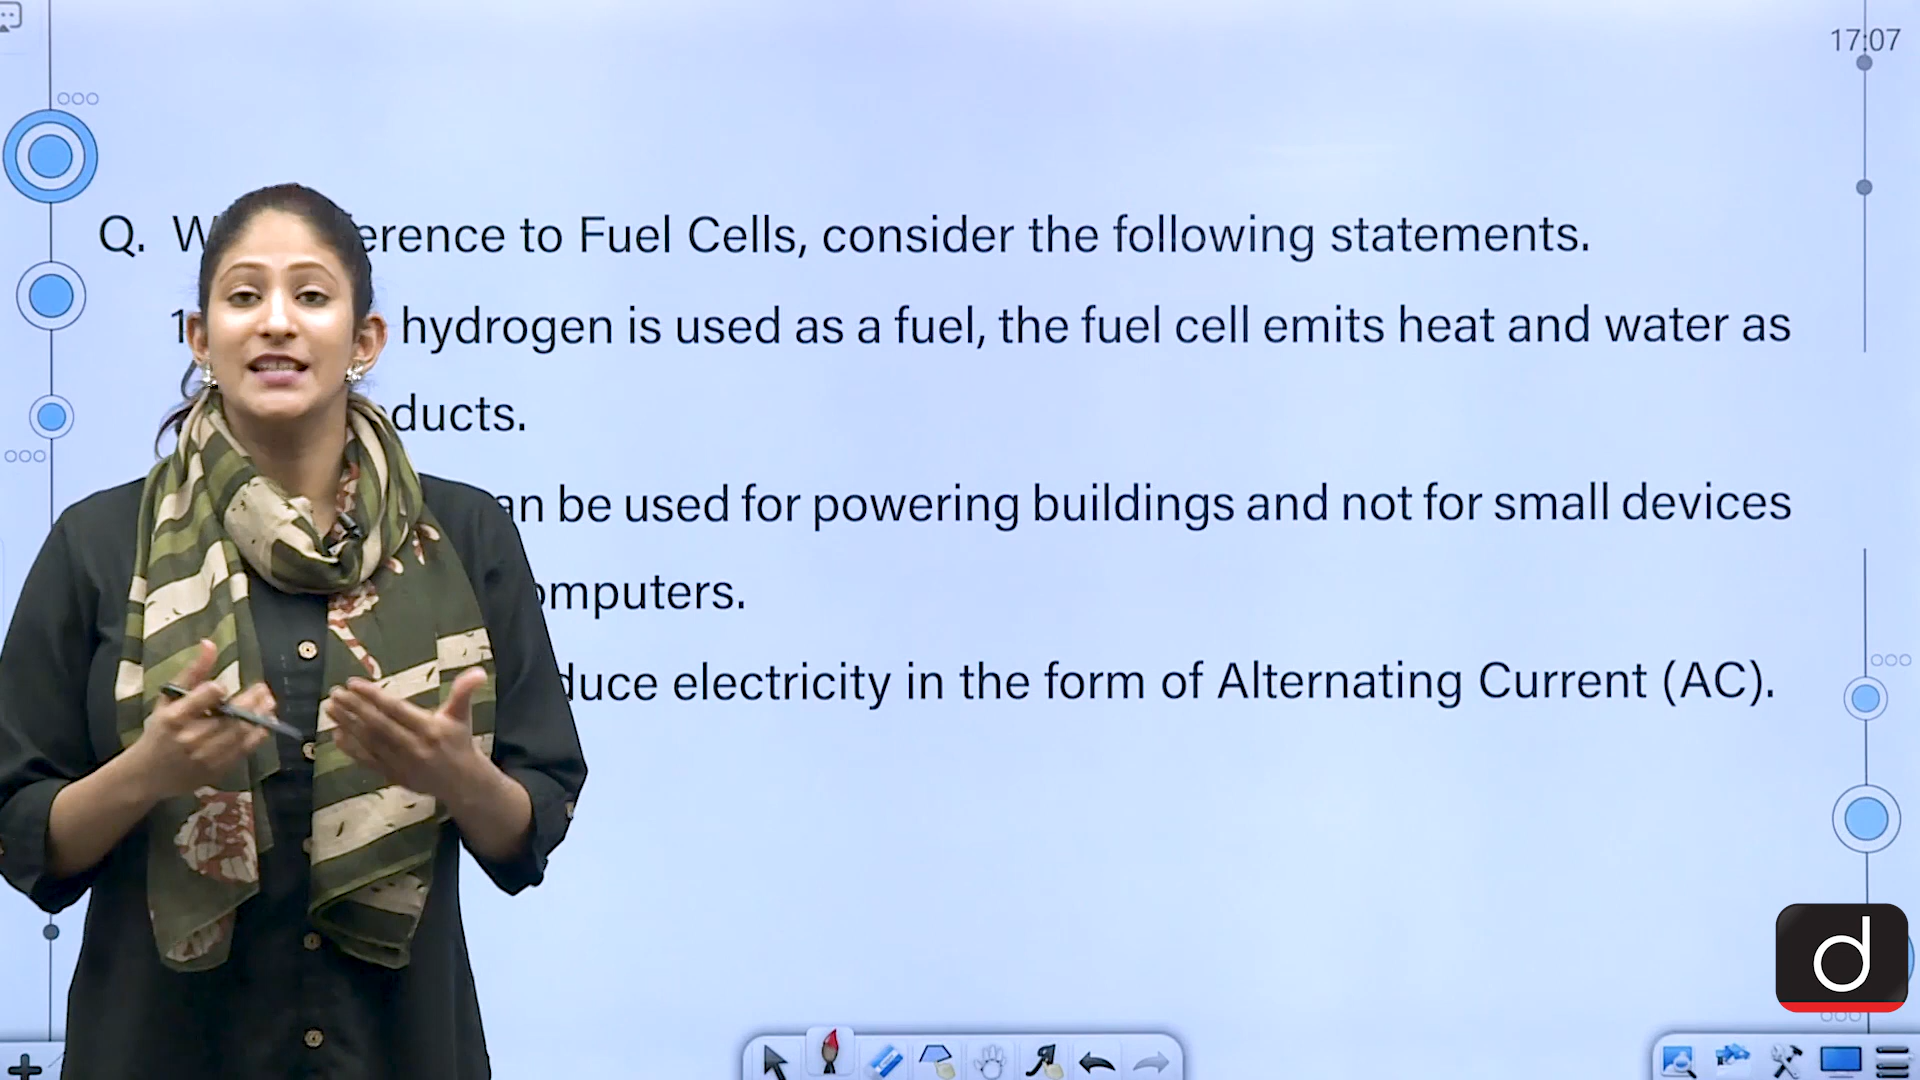 17:07
Q. erence to Fuel Cells, consider the following statements.
hydrogen is used as a fuel, the fuel cell emits heat and water as
ducts.
an be used for powering buildings and not for small devices
omputers.
duce electricity in the form of Alternating Current (AC).
d